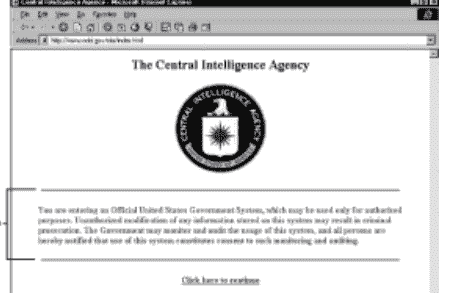 Central Intelligence Agency - Microsoft Internet Explorer
File Edit View Go Favorites Help
Address
The Central Intelligence Agency
CENTRAL INTELLIGENCE AGENCY
You are entering an Official United States Government System, which may be used only for authorized
purposes. Unauthorized modification of any information stored on this system may result in criminal
prosecution. The Government may monitor and audit the usage of this system, and all persons are
hereby notified that use of this system constitutes consent to such monitoring and auditing.
Click here to continue